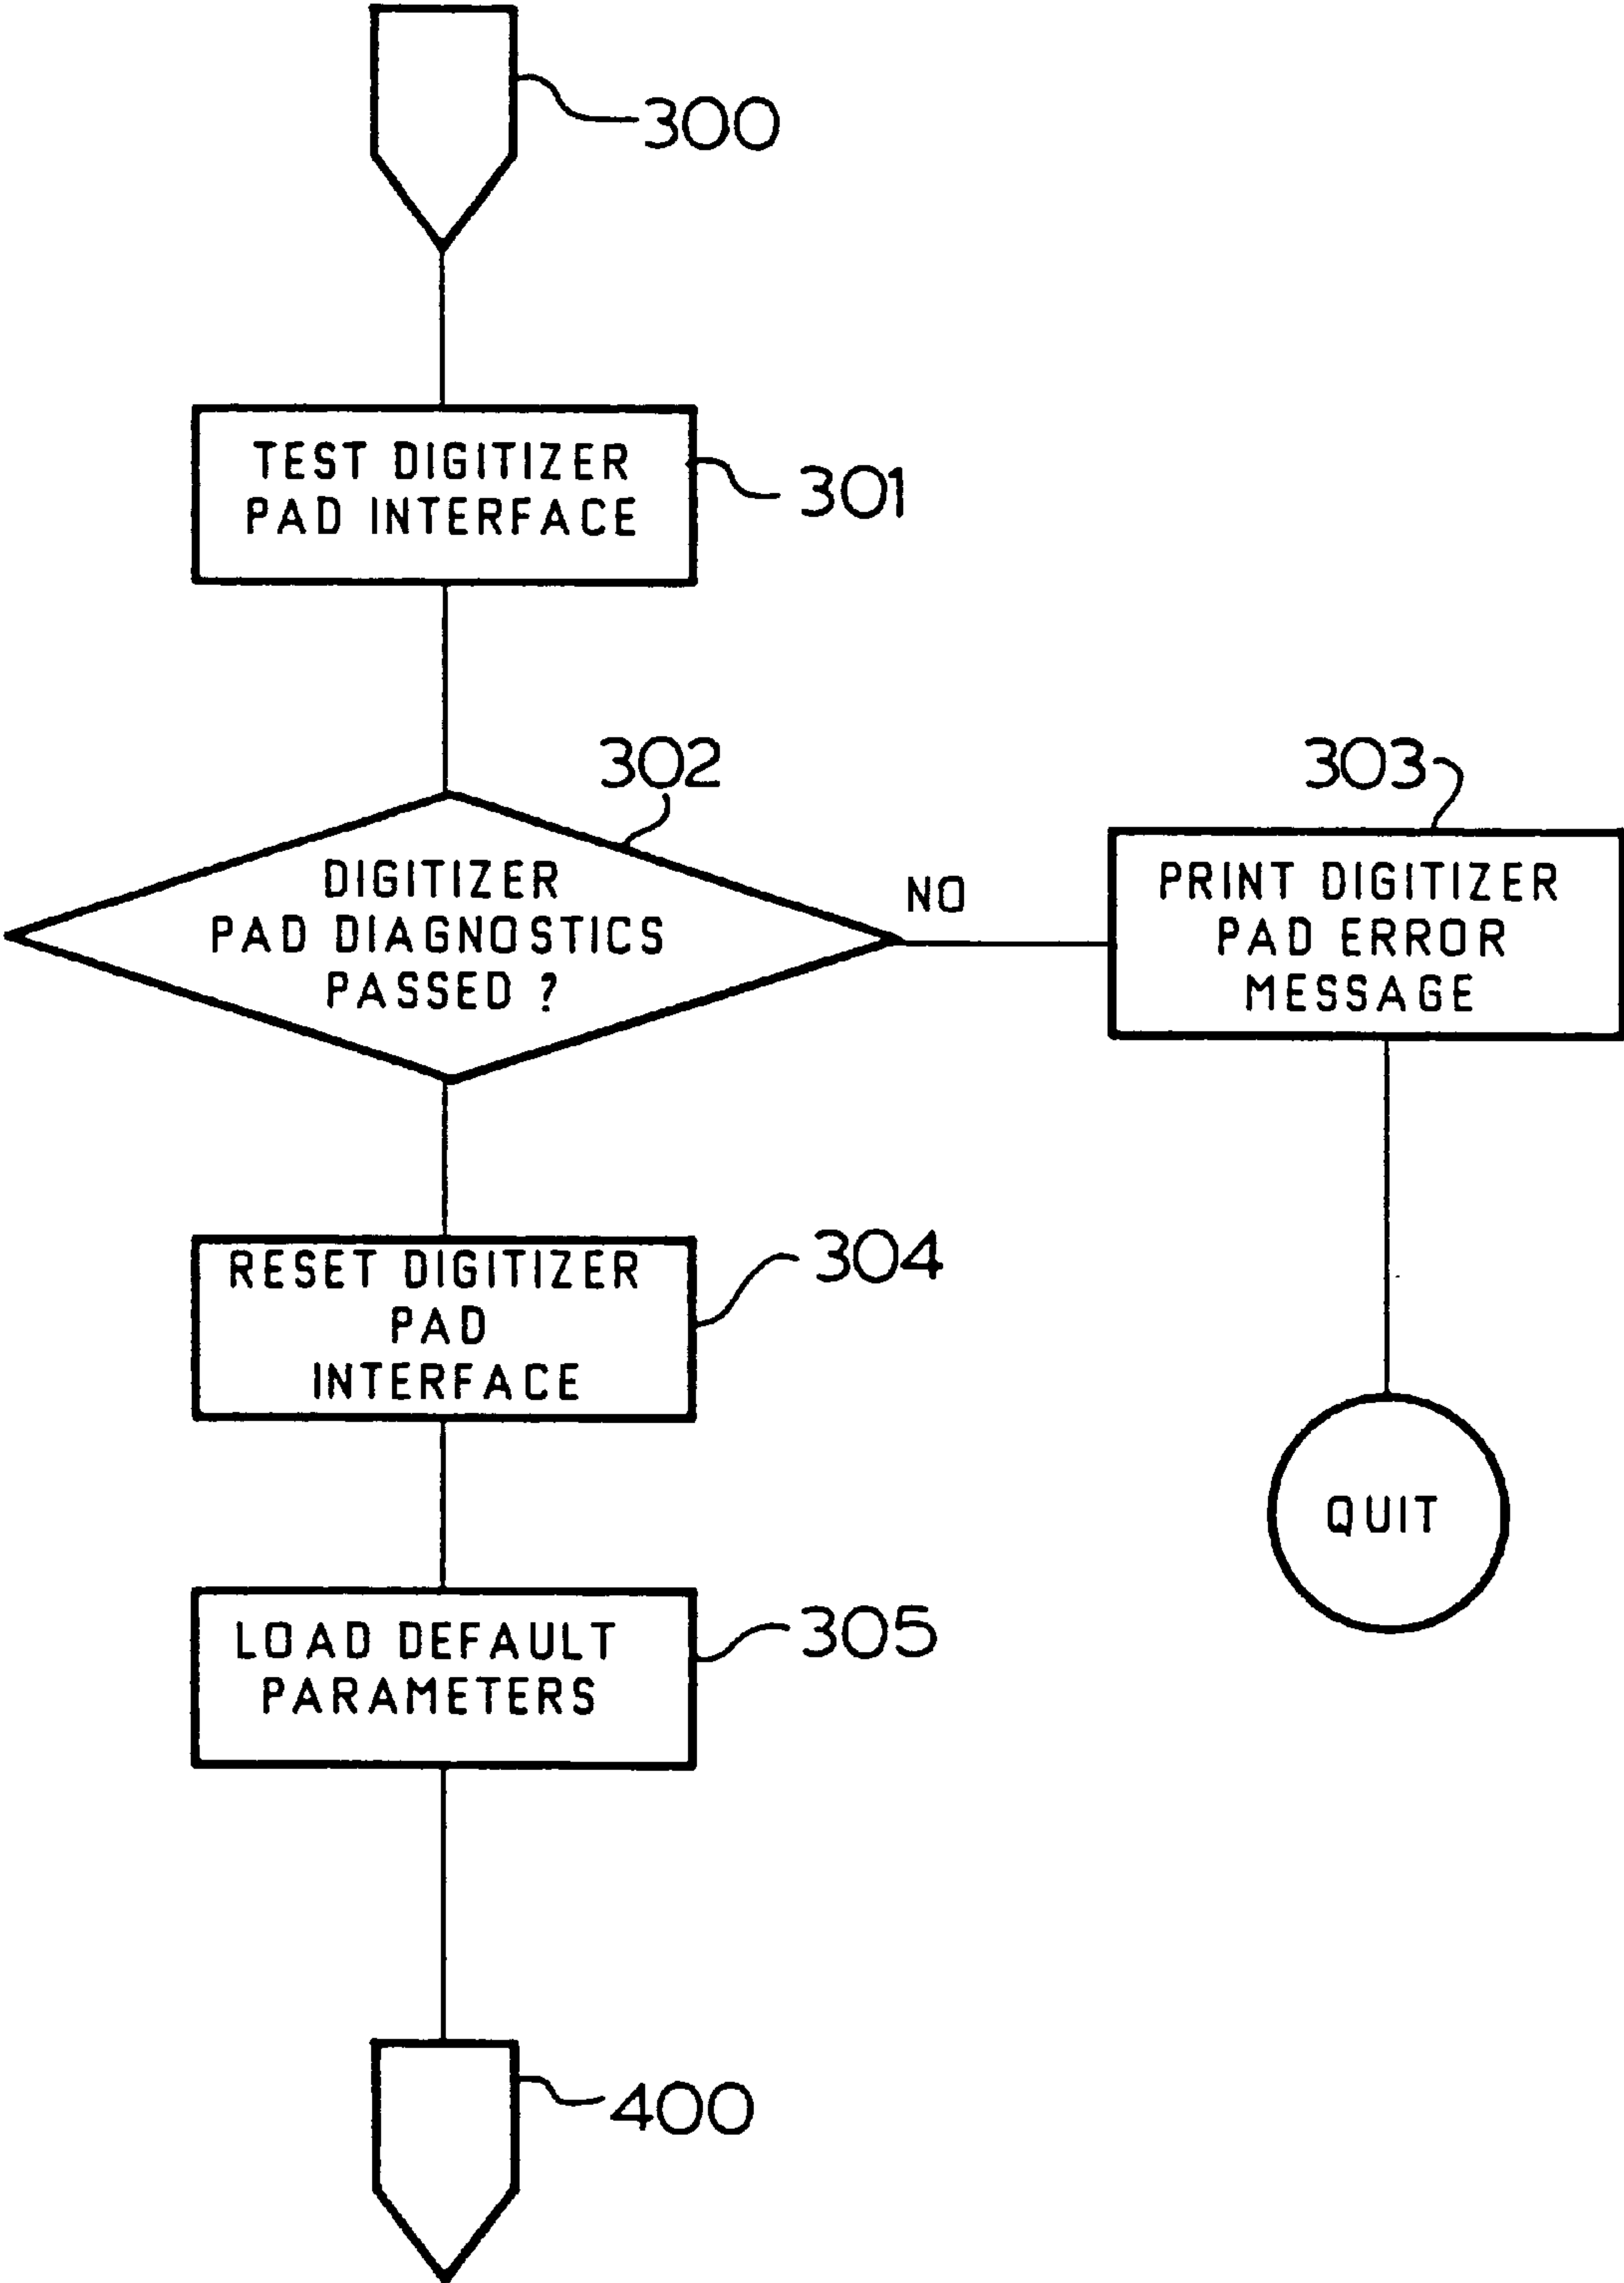 300
TEST DIGITIZER
PAD INTERFACE
301
302
DIGITIZER
PAD DIAGNOSTICS
PASSED ?
NO
303
PRINT DIGITIZER
PAD ERROR
MESSAGE
RESET DIGITIZER
PAD
INTERFACE
304
QUIT
LOAD DEFAULT
PARAMETERS
305
400